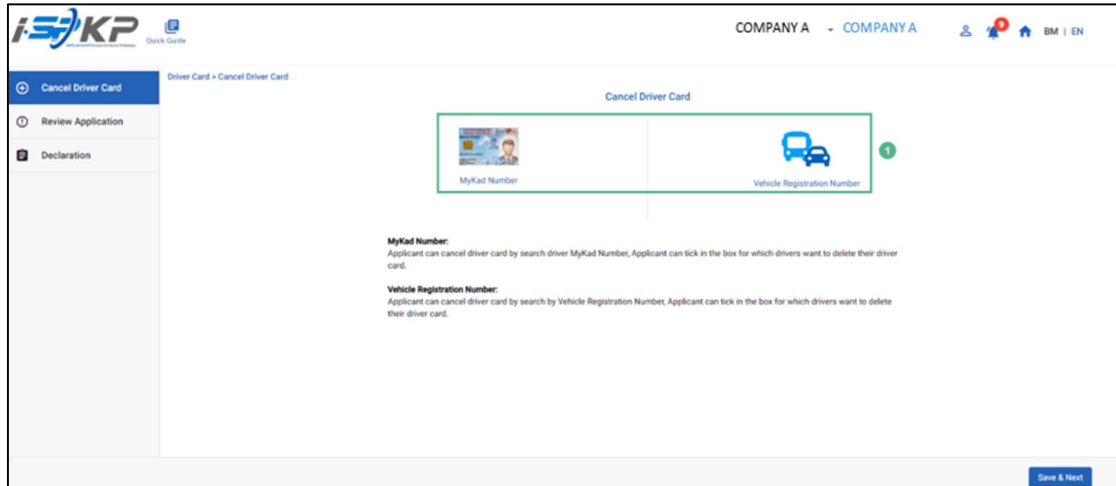 i-SPKP
Quick Guide
COMPANY A - COMPANY A
BM | EN
Cancel Driver Card
Review Application
Declaration
Driver Card > Cancel Driver Card
Cancel Driver Card
MyKad Number
Vehicle Registration Number
1
MyKad Number:
Applicant can cancel driver card by search driver MyKad Number, Applicant can tick in the box for which drivers want to delete their driver
card.
Vehicle Registration Number:
Applicant can cancel driver card by search by Vehicle Registration Number, Applicant can tick in the box for which drivers want to delete
their driver card.
Save & Next